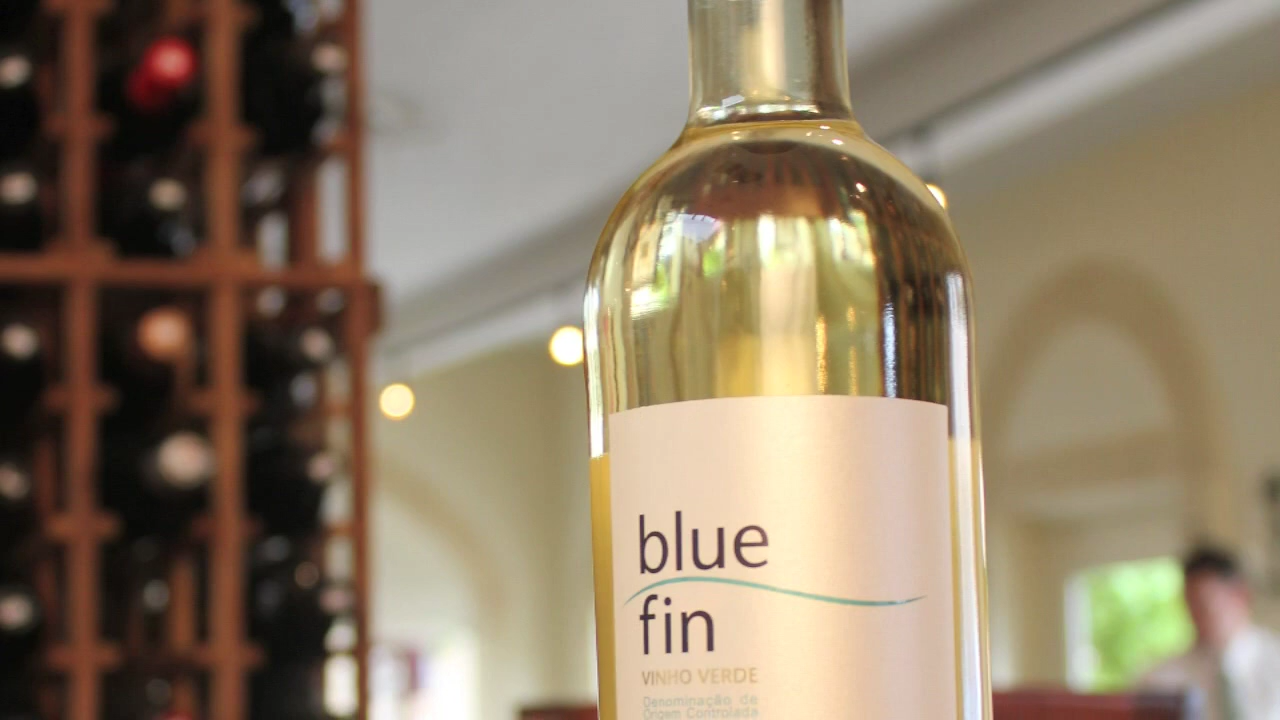 blue
fin
VINHO VERDE
Denominação de
Origem Controlada